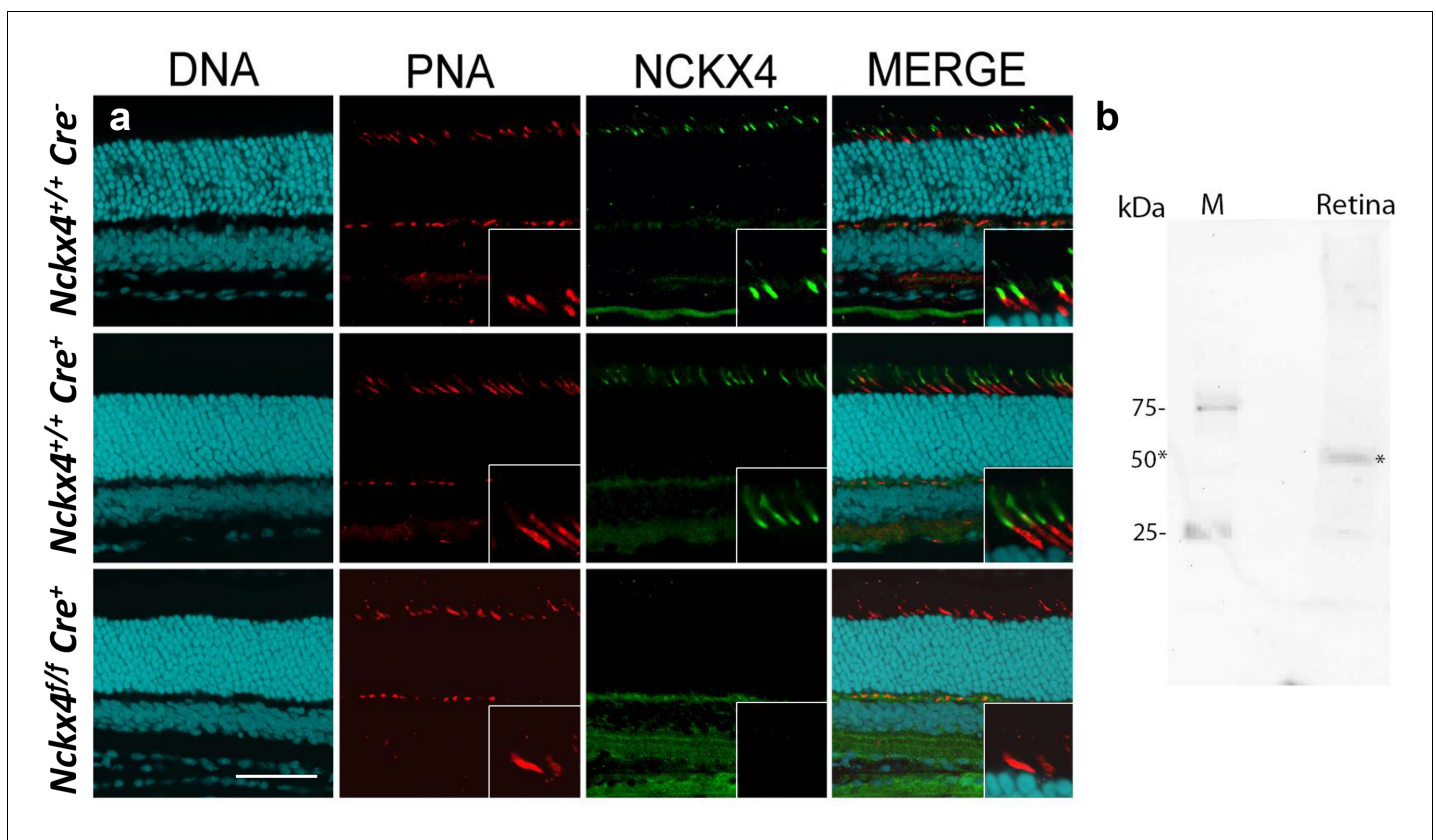 DNA PNA NCKX4 MERGE
a
b
Nckx4+/+ Cre-
Nckx4+/+ Cre+
Nckx4f/f Cre+
kDa M Retina
75-
50* *
25-